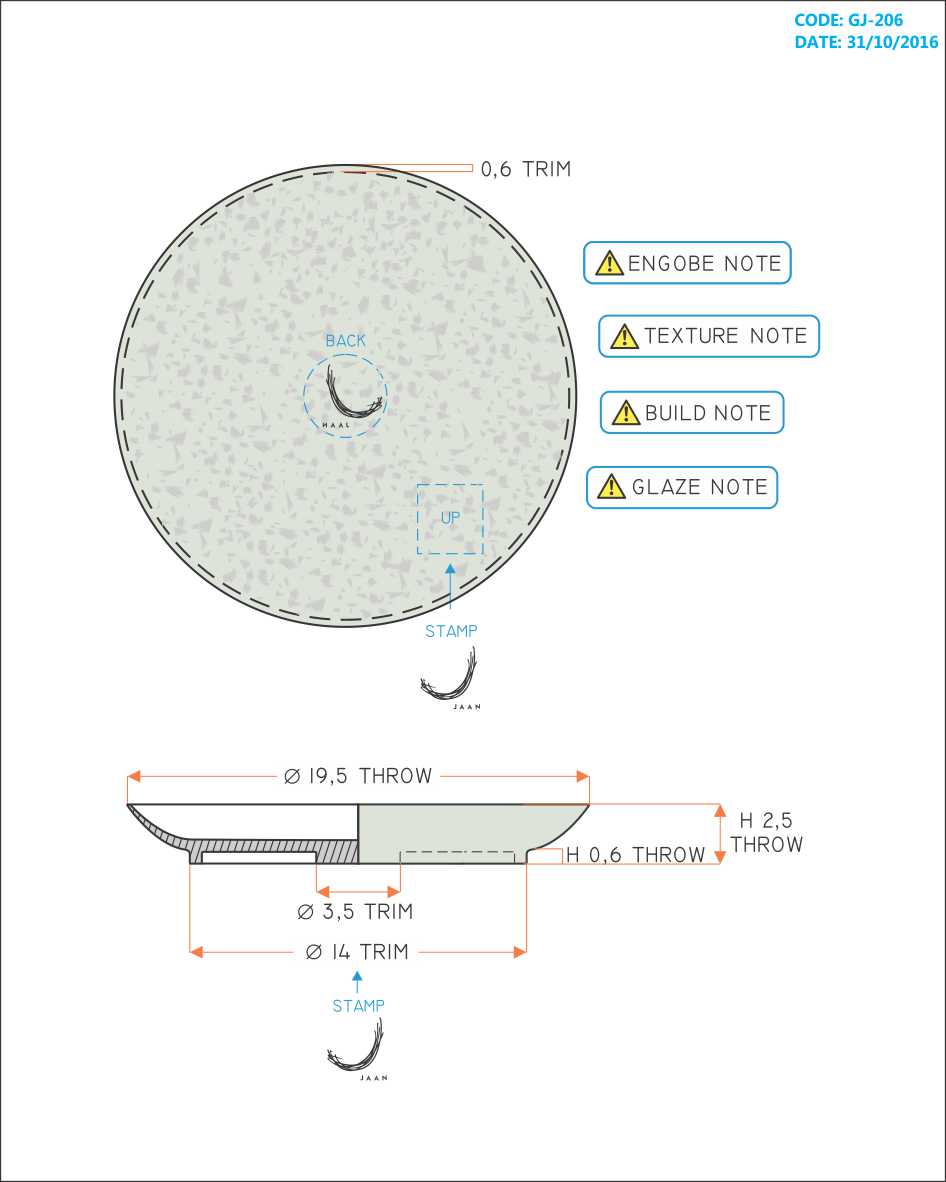 CODE: GJ-206
DATE: 31/10/2016
0,6 TRIM
ENGOBE NOTE
TEXTURE NOTE
BACK
JAAN
BUILD NOTE
GLAZE NOTE
UP
STAMP
JAAN
Ø 19,5 THROW
H 2,5
THROW
H 0,6 THROW
Ø 3,5 TRIM
Ø 14 TRIM
STAMP
JAAN